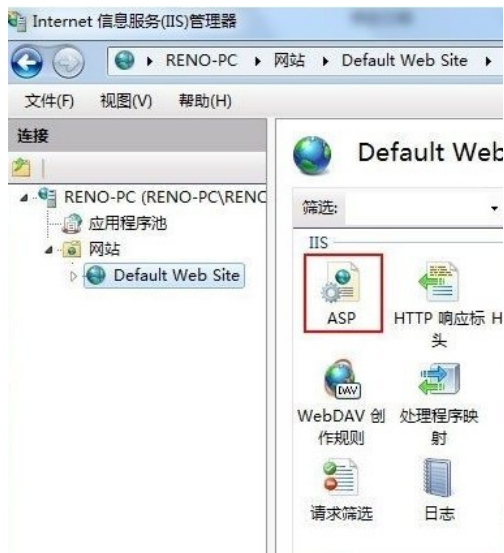 Internet 信息服务(IIS)管理器
RENO-PC 网站 Default Web Site
文件(F) 视图(V) 帮助(H)
连接
RENO-PC (RENO-PC\RENO
应用程序池
网站
Default Web Site
Default Web
筛选:
IIS
ASP
HTTP 响应标头
H
WebDAV 创作规则
DAV
处理程序映射
请求筛选
日志